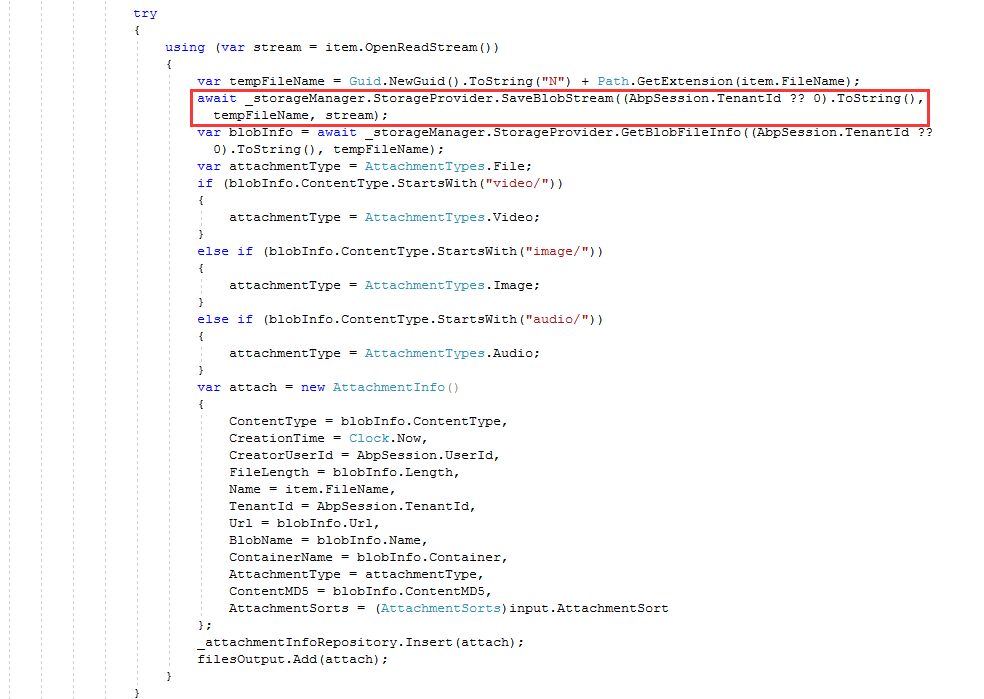 try
{
using (var stream = item.OpenReadStream())
{
var tempFileName = Guid.NewGuid().ToString("N") + Path.GetExtension(item.FileName);
await _storageManager.StorageProvider.SaveBlobStream((AbpSession.TenantId ?? 0).ToString(),
tempFileName, stream);
var blobInfo = await _storageManager.StorageProvider.GetBlobFileInfo((AbpSession.TenantId ??
0).ToString(), tempFileName);
var attachmentType = AttachmentTypes.File;
if (blobInfo.ContentType.StartsWith("video/"))
{
attachmentType = AttachmentTypes.Video;
}
else if (blobInfo.ContentType.StartsWith("image/"))
{
attachmentType = AttachmentTypes.Image;
}
else if (blobInfo.ContentType.StartsWith("audio/"))
{
attachmentType = AttachmentTypes.Audio;
}
var attach = new AttachmentInfo()
{
ContentType = blobInfo.ContentType,
CreationTime = Clock.Now,
CreatorUserId = AbpSession.UserId,
FileLength = blobInfo.Length,
Name = item.FileName,
TenantId = AbpSession.TenantId,
Url = blobInfo.Url,
BlobName = blobInfo.Name,
ContainerName = blobInfo.Container,
AttachmentType = attachmentType,
ContentMD5 = blobInfo.ContentMD5,
AttachmentSorts = (AttachmentSorts)input.AttachmentSort
};
_attachmentInfoRepository.Insert(attach);
filesOutput.Add(attach);
}
}